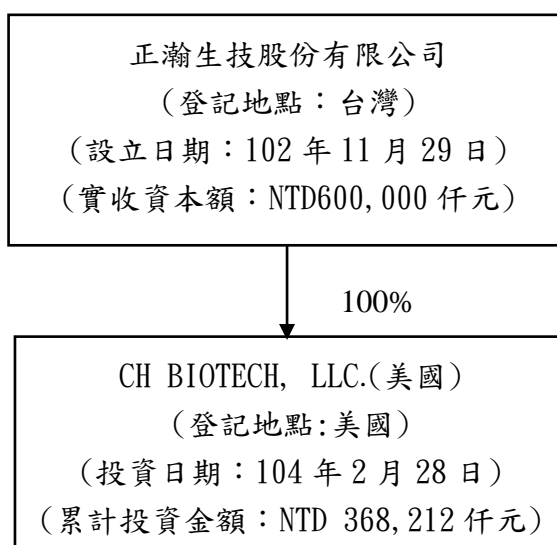 正瀚生技股份有限公司
(登記地點：台灣)
(設立日期：102 年 11 月 29 日)
(實收資本額：NTD600,000 仟元)
100%
CH BIOTECH, LLC.(美國)
(登記地點:美國)
(投資日期：104 年 2 月 28 日)
(累計投資金額：NTD 368,212 仟元)